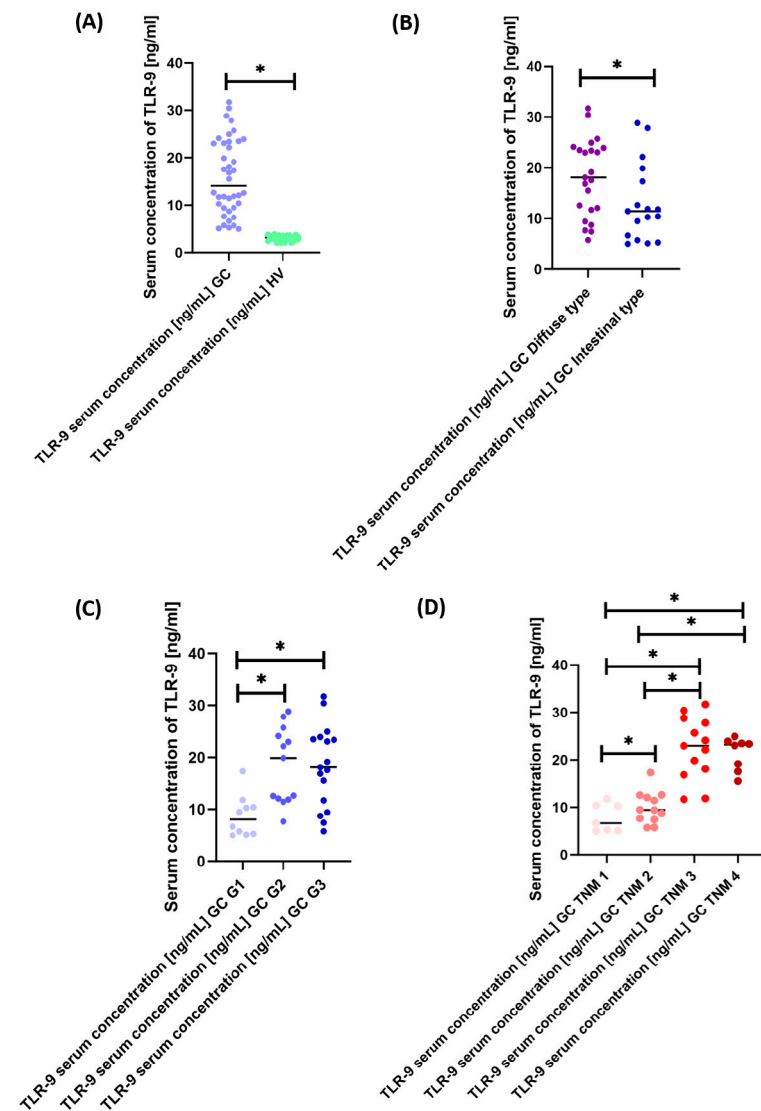 (A)
Serum concentration of TLR-9 [ng/ml]
40
30
20
10
0
*
TLR-9 serum concentration [ng/mL] GC
TLR-9 serum concentration [ng/mL] HV
(B)
Serum concentration of TLR-9 [ng/ml]
40
30
20
10
0
*
TLR-9 serum concentration [ng/mL] GC Diffuse type
TLR-9 serum concentration [ng/mL] GC Intestinal type
(C)
Serum concentration of TLR-9 [ng/ml]
40
30
20
10
0
*
*
TLR-9 serum concentration [ng/mL] GC G1
TLR-9 serum concentration [ng/mL] GC G2
TLR-9 serum concentration [ng/mL] GC G3
(D)
Serum concentration of TLR-9 [ng/ml]
40
30
20
10
0
*
*
*
*
*
TLR-9 serum concentration [ng/mL] GC TNM 1
TLR-9 serum concentration [ng/mL] GC TNM 2
TLR-9 serum concentration [ng/mL] GC TNM 3
TLR-9 serum concentration [ng/mL] GC TNM 4